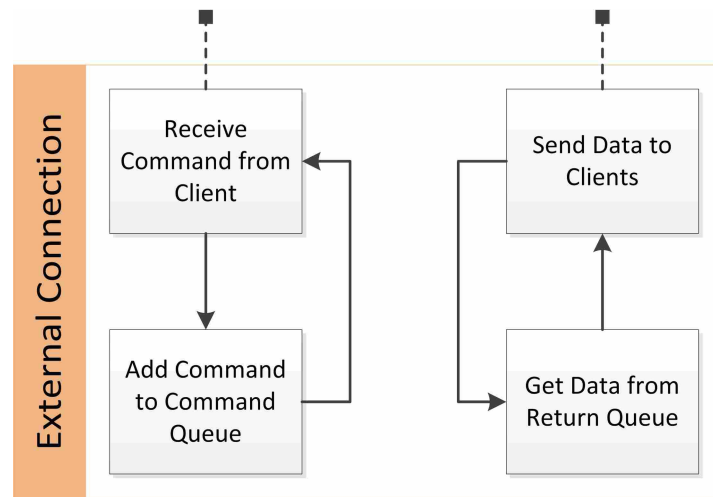 External Connection
Receive
Command from
Client
Add Command
to Command
Queue
Send Data to
Clients
Get Data from
Return Queue